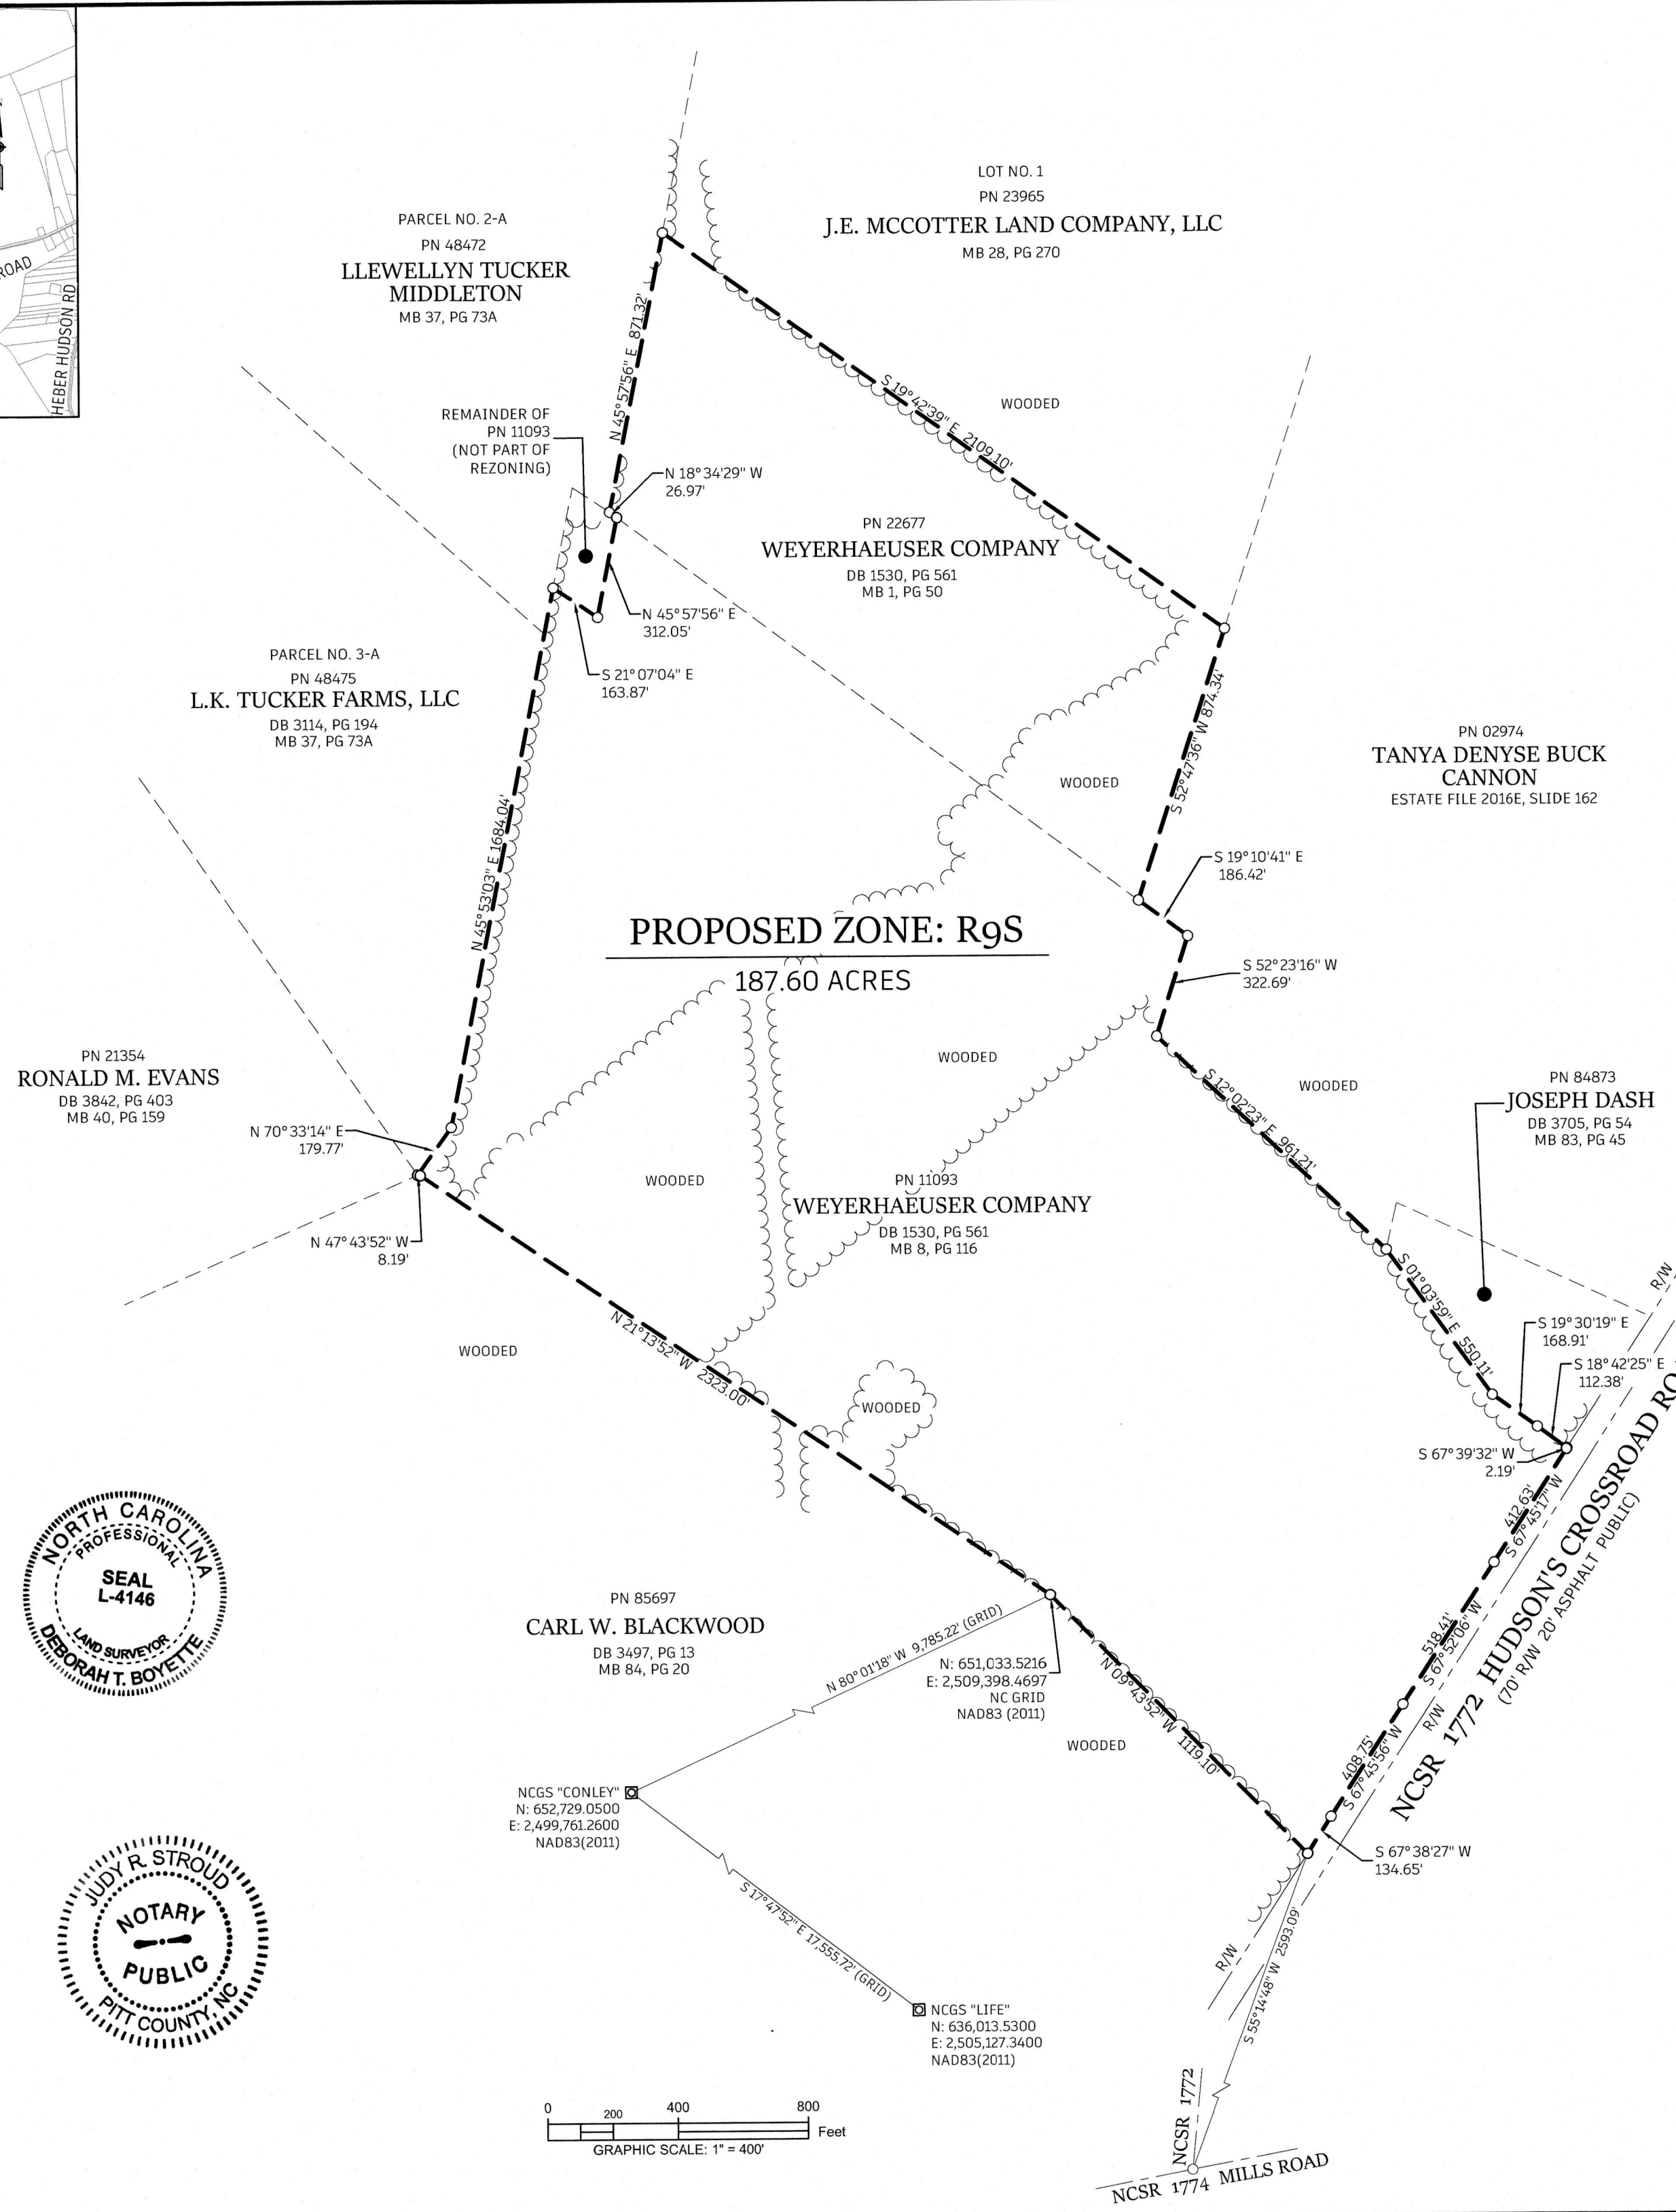 ROAD
HEBER HUDSON RD
LOT NO. 1
PN 23965
J.E. MCCOTTER LAND COMPANY, LLC
MB 28, PG 270
PARCEL NO. 2-A
PN 48472
LLEWELLYN TUCKER
MIDDLETON
MB 37, PG 73A
N 45°57'56" E 871.32'
S 19°42'39" E 2109.10'
WOODED
REMAINDER OF
PN 11093
(NOT PART OF
REZONING)
N 18°34'29" W
26.97'
PN 22677
WEYERHAEUSER COMPANY
DB 1530, PG 561
MB 1, PG 50
N 45°57'56" E
312.05'
S 21°07'04" E
163.87'
PARCEL NO. 3-A
PN 48475
L.K. TUCKER FARMS, LLC
DB 3114, PG 194
MB 37, PG 73A
S 52°47'36" W 874.34'
WOODED
PN 02974
TANYA DENYSE BUCK
CANNON
ESTATE FILE 2016E, SLIDE 162
N 45°53'03" E 1684.04'
S 19°10'41" E
186.42'
PROPOSED ZONE: R9S
187.60 ACRES
S 52°23'16" W
322.69'
WOODED
S 12°02'23" E 961.21'
WOODED
PN 21354
RONALD M. EVANS
DB 3842, PG 403
MB 40, PG 159
PN 84873
JOSEPH DASH
DB 3705, PG 54
MB 83, PG 45
N 70°33'14" E
179.77'
WOODED
PN 11093
WEYERHAEUSER COMPANY
DB 1530, PG 561
MB 8, PG 116
N 47°43'52" W
8.19'
S 01°03'59" E 550.11'
R/W
S 19°30'19" E
168.91'
S 18°42'25" E
112.38'
WOODED
N 21°13'52" W 2323.00'
WOODED
S 67°39'32" W
2.19'
412.63'
S 67°45'17" W
NCSR 1772 HUDSON'S CROSSROAD RO
(70' R/W 20' ASPHALT PUBLIC)
NORTH CAROLINA
PROFESSIONAL
SEAL
L-4146
LAND SURVEYOR
DEBORAH T. BOYETTE
PN 85697
CARL W. BLACKWOOD
DB 3497, PG 13
MB 84, PG 20
N 80°01'18" W 9,785.22' (GRID)
N: 651,033.5216
E: 2,509,398.4697
NC GRID
NAD83 (2011)
518.41'
S 67°52'06" W
R/W
N 09°43'52" W 1119.10'
WOODED
408.75'
S 67°45'56" W
NCGS "CONLEY"
N: 652,729.0500
E: 2,499,761.2600
NAD83(2011)
S 67°38'27" W
134.65'
JUDY R. STROUD
NOTARY
PUBLIC
PITT COUNTY, NC
S 17°47'52" E 17,555.72' (GRID)
R/W
S 55°14'48" W 2593.09'
NCGS "LIFE"
N: 636,013.5300
E: 2,505,127.3400
NAD83(2011)
0 200 400 800
Feet
GRAPHIC SCALE: 1" = 400'
NCSR 1772
NCSR 1774 MILLS ROAD